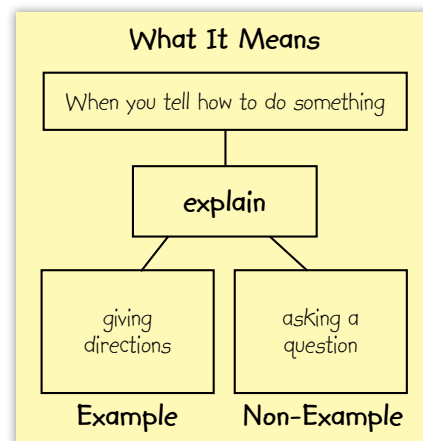 What It Means
When you tell how to do something
explain
giving
directions
asking a
question
Example
Non-Example